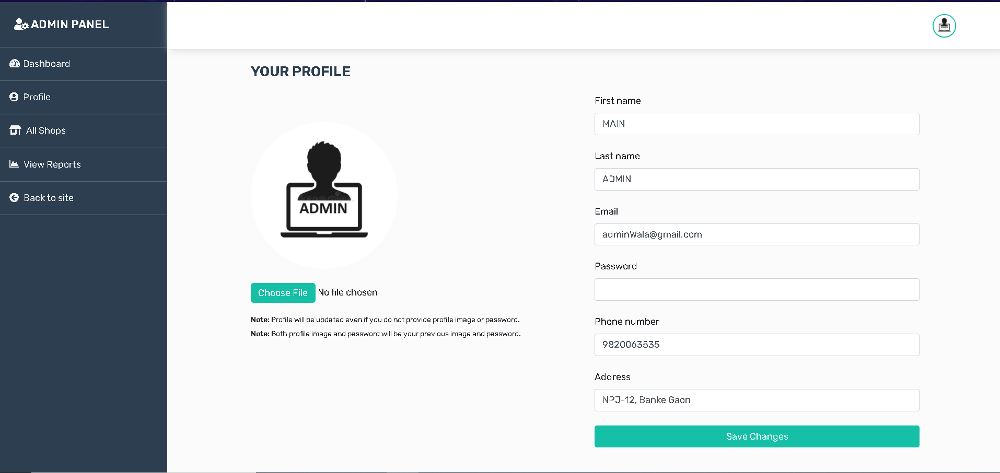 ADMIN PANEL
Dashboard
Profile
All Shops
View Reports
Back to site
YOUR PROFILE
ADMIN
Choose File No file chosen
Note: Profile will be updated even if you do not provide profile image or password.
Note: Both profile image and password will be your previous image and password.
First name
MAIN
Last name
ADMIN
Email
adminWala@gmail.com
Password
Phone number
9820063535
Address
NPJ-12, Banke Gaon
Save Changes